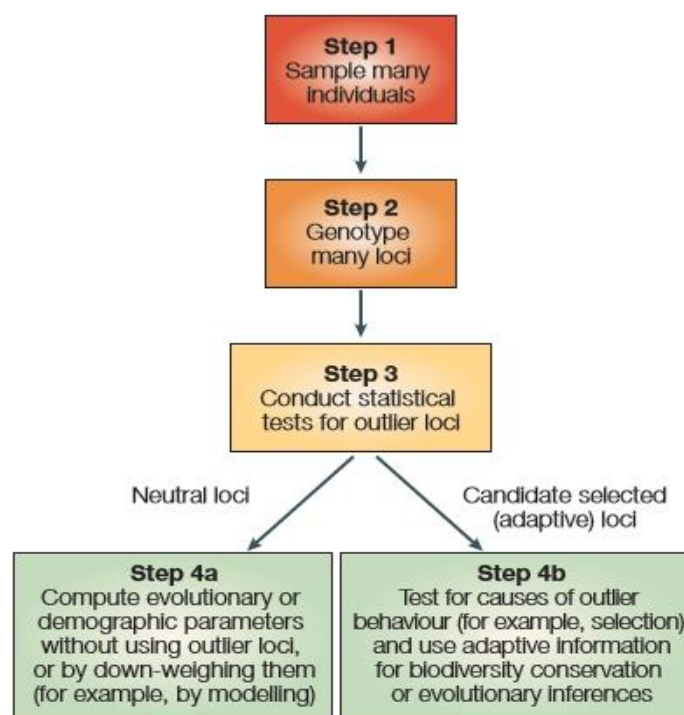 Step 1
Sample many
individuals
Step 2
Genotype
many loci
Step 3
Conduct statistical
tests for outlier loci
Neutral loci
Candidate selected
(adaptive) loci
Step 4a
Compute evolutionary or
demographic parameters
without using outlier loci,
or by down-weighing them
(for example, by modelling)
Step 4b
Test for causes of outlier
behaviour (for example, selection)
and use adaptive information
for biodiversity conservation
or evolutionary inferences